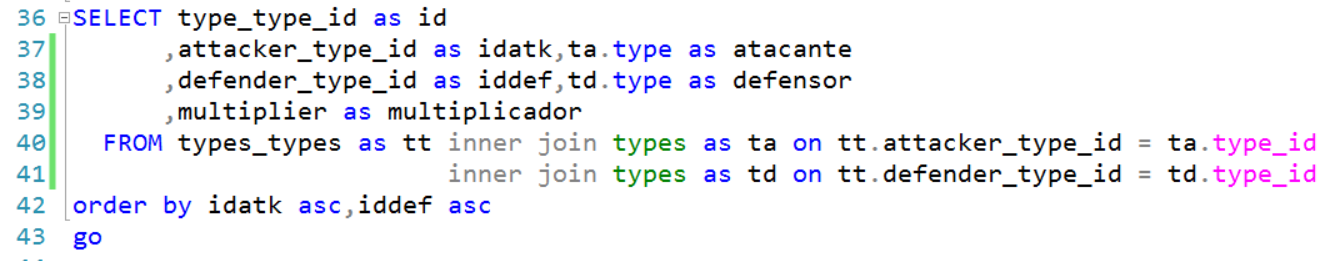 36 SELECT type_type_id as id
37 ,attacker_type_id as idatk,ta.type as atacante
38 ,defender_type_id as iddef,td.type as defensor
39 ,multiplier as multiplicador
40 FROM types_types as tt inner join types as ta on tt.attacker_type_id = ta.type_id
41 inner join types as td on tt.defender_type_id = td.type_id
42 order by idatk asc,iddef asc
43 go